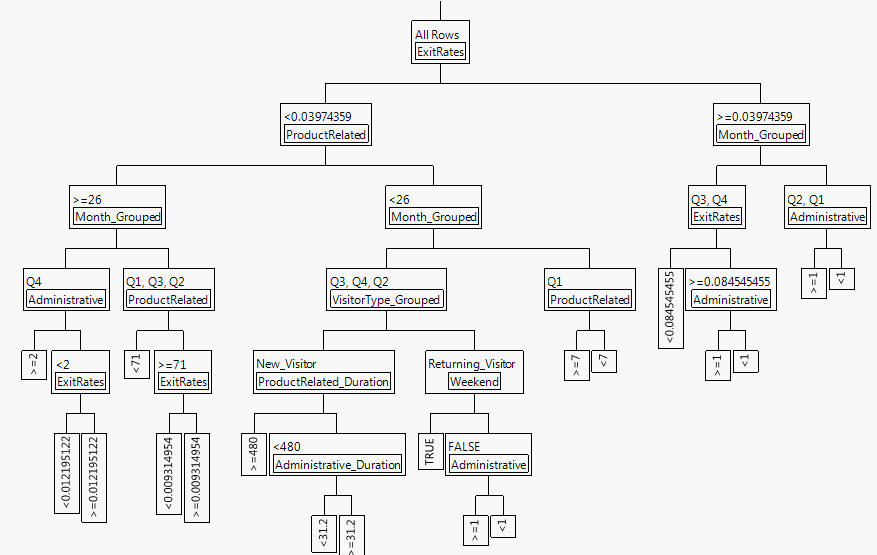 All Rows
ExitRates
<0.03974359
ProductRelated
>=0.03974359
Month_Grouped
>=26
Month_Grouped
<26
Month_Grouped
Q3, Q4
ExitRates
Q2, Q1
Administrative
Q4
Administrative
Q1, Q3, Q2
ProductRelated
Q3, Q4, Q2
VisitorType_Grouped
Q1
ProductRelated
<0.084545455
>=0.084545455
Administrative
>=1
<1
>=2
<2
ExitRates
<71
>=71
ExitRates
New_Visitor
ProductRelated_Duration
Returning_Visitor
Weekend
>=7
<7
>=1
<1
<0.012195122
>=0.012195122
<0.009314954
>=0.009314954
>=480
<480
Administrative_Duration
TRUE
FALSE
Administrative
<31.2
>=31.2
>=1
<1